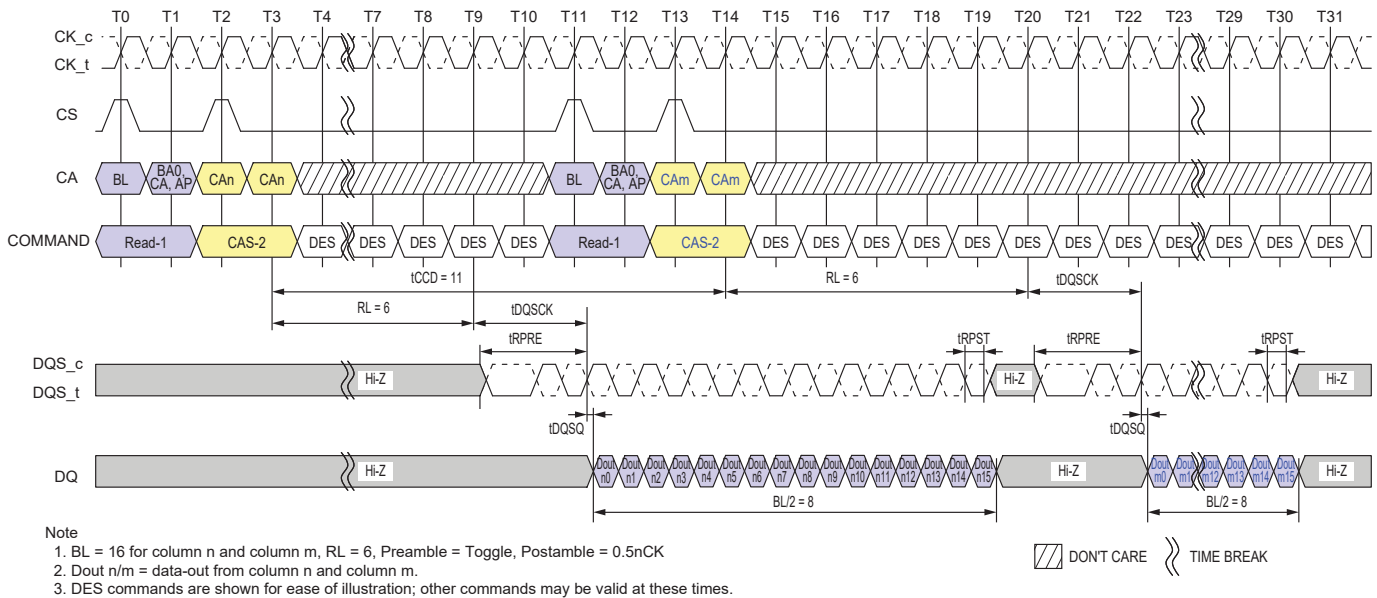 T0 T1 T2 T3 T4 T7 T8 T9 T10 T11 T12 T13 T14 T15 T16 T17 T18 T19 T20 T21 T22 T23 T29 T30 T31
CK_c
CK_t
CS
CA BL BA0, CA, AP CAn CAn BL BA0, CA, AP CAm CAm
COMMAND Read-1 CAS-2 DES DES DES DES DES Read-1 CAS-2 DES DES DES DES DES DES DES DES DES DES DES DES
tCCD = 11 RL = 6 tDQSCK
RL = 6 tDQSCK
tRPRE tRPST tRPRE tRPST
DQS_c
DQS_t
Hi-Z Hi-Z Hi-Z
tDQSQ tDQSQ
DQ Hi-Z Dout n0 Dout n1 Dout n2 Dout n3 Dout n4 Dout n5 Dout n6 Dout n7 Dout n8 Dout n9 Dout n10 Dout n11 Dout n12 Dout n13 Dout n14 Dout n15 Hi-Z Dout m0 Dout m1 Dout m12 Dout m13 Dout m14 Dout m15 Hi-Z
BL/2 = 8 BL/2 = 8
Note
1. BL = 16 for column n and column m, RL = 6, Preamble = Toggle, Postamble = 0.5nCK
2. Dout n/m = data-out from column n and column m.
3. DES commands are shown for ease of illustration; other commands may be valid at these times.
DON'T CARE TIME BREAK